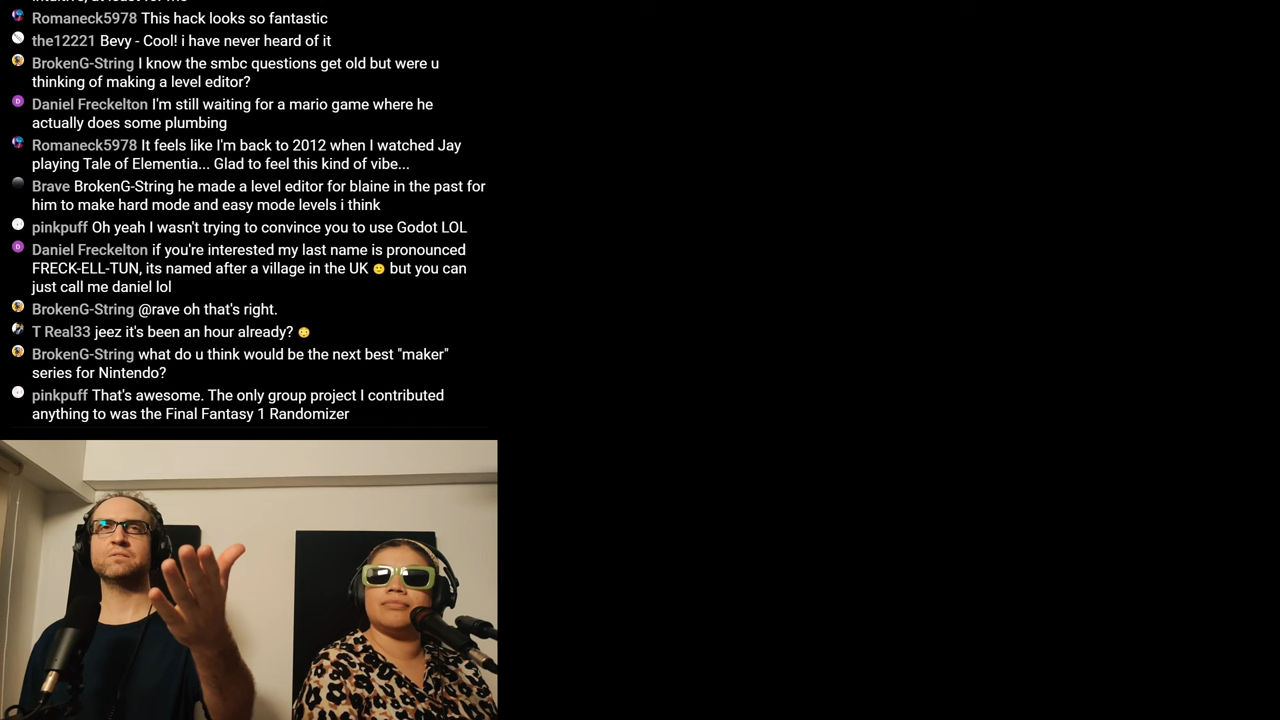 Romaneck5978 This hack looks so fantastic
the12221 Bevy - Cool! i have never heard of it
BrokenG-String I know the smbc questions get old but were u
thinking of making a level editor?
Daniel Freckelton I'm still waiting for a mario game where he
actually does some plumbing
Romaneck5978 It feels like I'm back to 2012 when I watched Jay
playing Tale of Elementia... Glad to feel this kind of vibe...
Brave BrokenG-String he made a level editor for blaine in the past for
him to make hard mode and easy mode levels i think
pinkpuff Oh yeah I wasn't trying to convince you to use Godot LOL
Daniel Freckelton if you're interested my last name is pronounced
FRECK-ELL-TUN, its named after a village in the UK 🙂 but you can
just call me daniel lol
BrokenG-String @rave oh that's right.
T Real33 jeez it's been an hour already? 😳
BrokenG-String what do u think would be the next best "maker"
series for Nintendo?
pinkpuff That's awesome. The only group project I contributed
anything to was the Final Fantasy 1 Randomizer